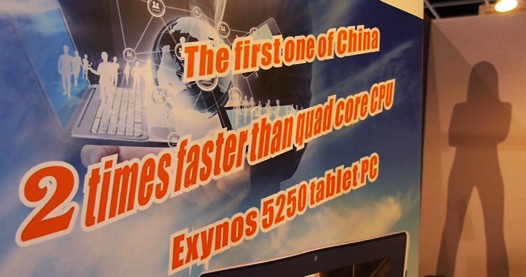 The first one of China
2 times faster than quad core CPU
Exynos 5250 tablet PC